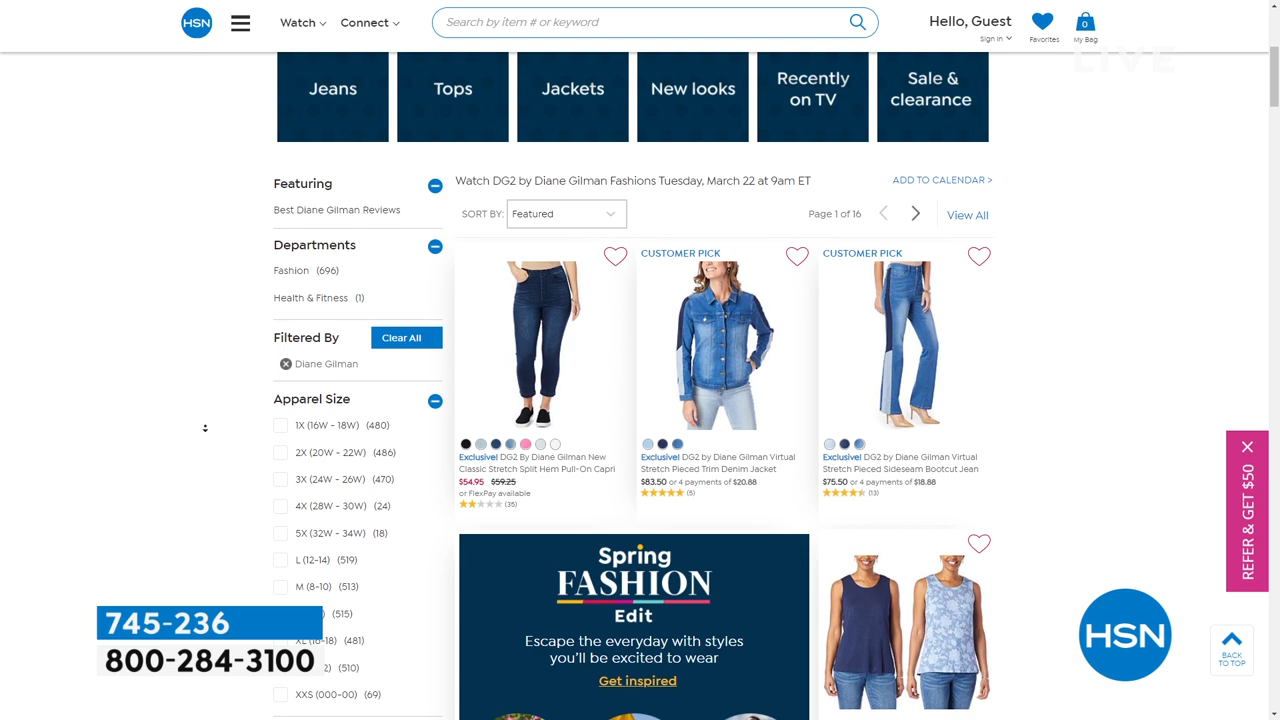 HSN
Watch
Connect
Search by item # or keyword
Hello, Guest
Sign in
Favorites
0
My Bag
LIVE
Jeans
Tops
Jackets
New looks
Recently
on TV
Sale &
clearance
Featuring
Best Diane Gilman Reviews
Departments
Fashion (696)
Health & Fitness (1)
Filtered By
Clear All
Diane Gilman
Apparel Size
1X (16W - 18W) (480)
2X (20W - 22W) (486)
3X (24W - 26W) (470)
4X (28W - 30W) (24)
5X (32W - 34W) (18)
L (12-14) (519)
M (8-10) (513)
(515)
(481)
(510)
XXS (000-00) (69)
745-236
800-284-3100
Watch DG2 by Diane Gilman Fashions Tuesday, March 22 at 9am ET
ADD TO CALENDAR >
SORT BY: Featured
Page 1 of 16
View All
Exclusive! DG2 By Diane Gilman New
Classic Stretch Split Hem Pull-On Capri
$54.95 $59.25
or FlexPay available
(35)
CUSTOMER PICK
Exclusive! DG2 by Diane Gilman Virtual
Stretch Pieced Trim Denim Jacket
$83.50 or 4 payments of $20.88
(5)
CUSTOMER PICK
Exclusive! DG2 by Diane Gilman Virtual
Stretch Pieced Sideseam Bootcut Jean
$75.50 or 4 payments of $18.88
(13)
Spring
FASHION
Edit
Escape the everyday with styles
you'll be excited to wear
Get inspired
REFER & GET $50
HSN
BACK
TO TOP